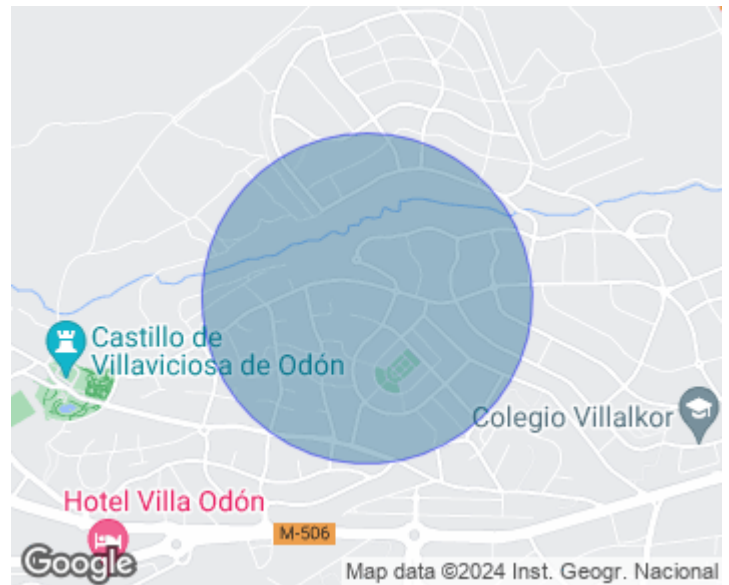 Castillo de
Villaviciosa de Odón
Colegio Villalkor
Hotel Villa Odón
M-506
Google
Map data ©2024 Inst. Geogr. Nacional